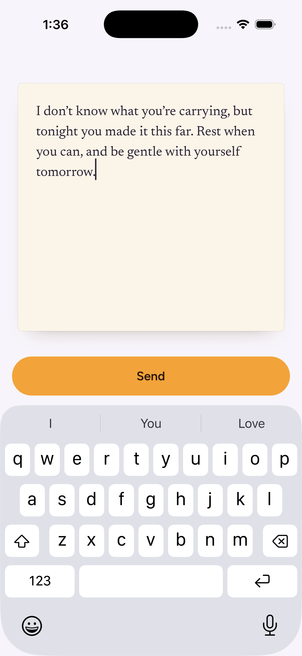 1:36
I don’t know what you’re carrying, but
tonight you made it this far. Rest when
you can, and be gentle with yourself
tomorrow.
Send
I You Love
q w e r t y u i o p
a s d f g h j k l
z x c v b n m
123